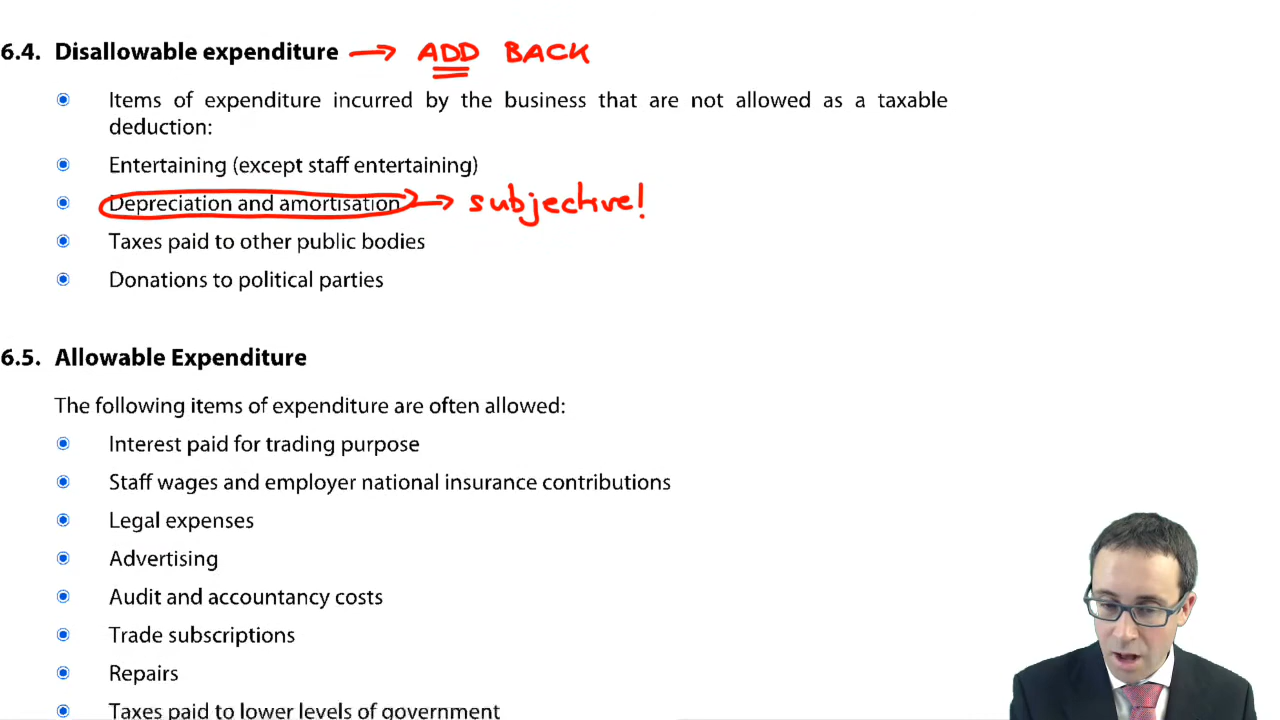 6.4. Disallowable expenditure → ADD BACK
Items of expenditure incurred by the business that are not allowed as a taxable
deduction:
Entertaining (except staff entertaining)
Depreciation and amortisation → subjective!
Taxes paid to other public bodies
Donations to political parties
6.5. Allowable Expenditure
The following items of expenditure are often allowed:
Interest paid for trading purpose
Staff wages and employer national insurance contributions
Legal expenses
Advertising
Audit and accountancy costs
Trade subscriptions
Repairs
Taxes paid to lower levels of government